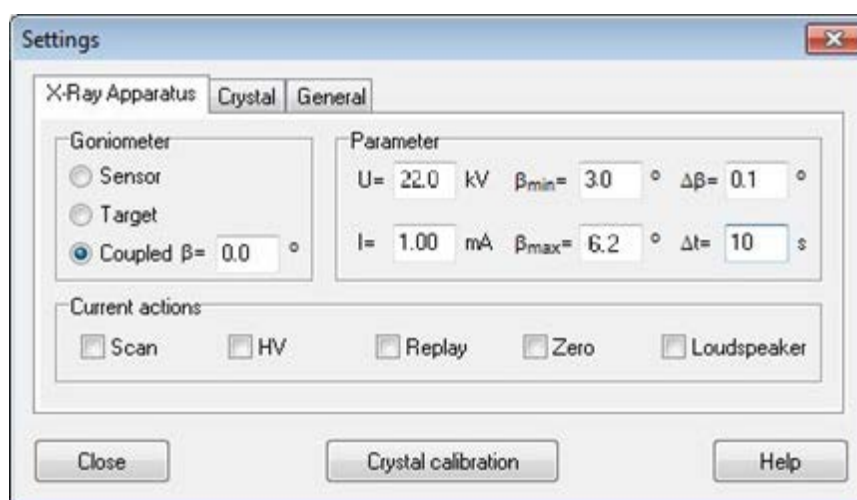 Settings
X-Ray Apparatus Crystal General
Goniometer
Sensor
Target
Coupled β= 0.0 °
Parameter
U= 22.0 kV βmin= 3.0 ° Δβ= 0.1 °
I= 1.00 mA βmax= 6.2 ° Δt= 10 s
Current actions
Scan HV Replay Zero Loudspeaker
Close Crystal calibration Help